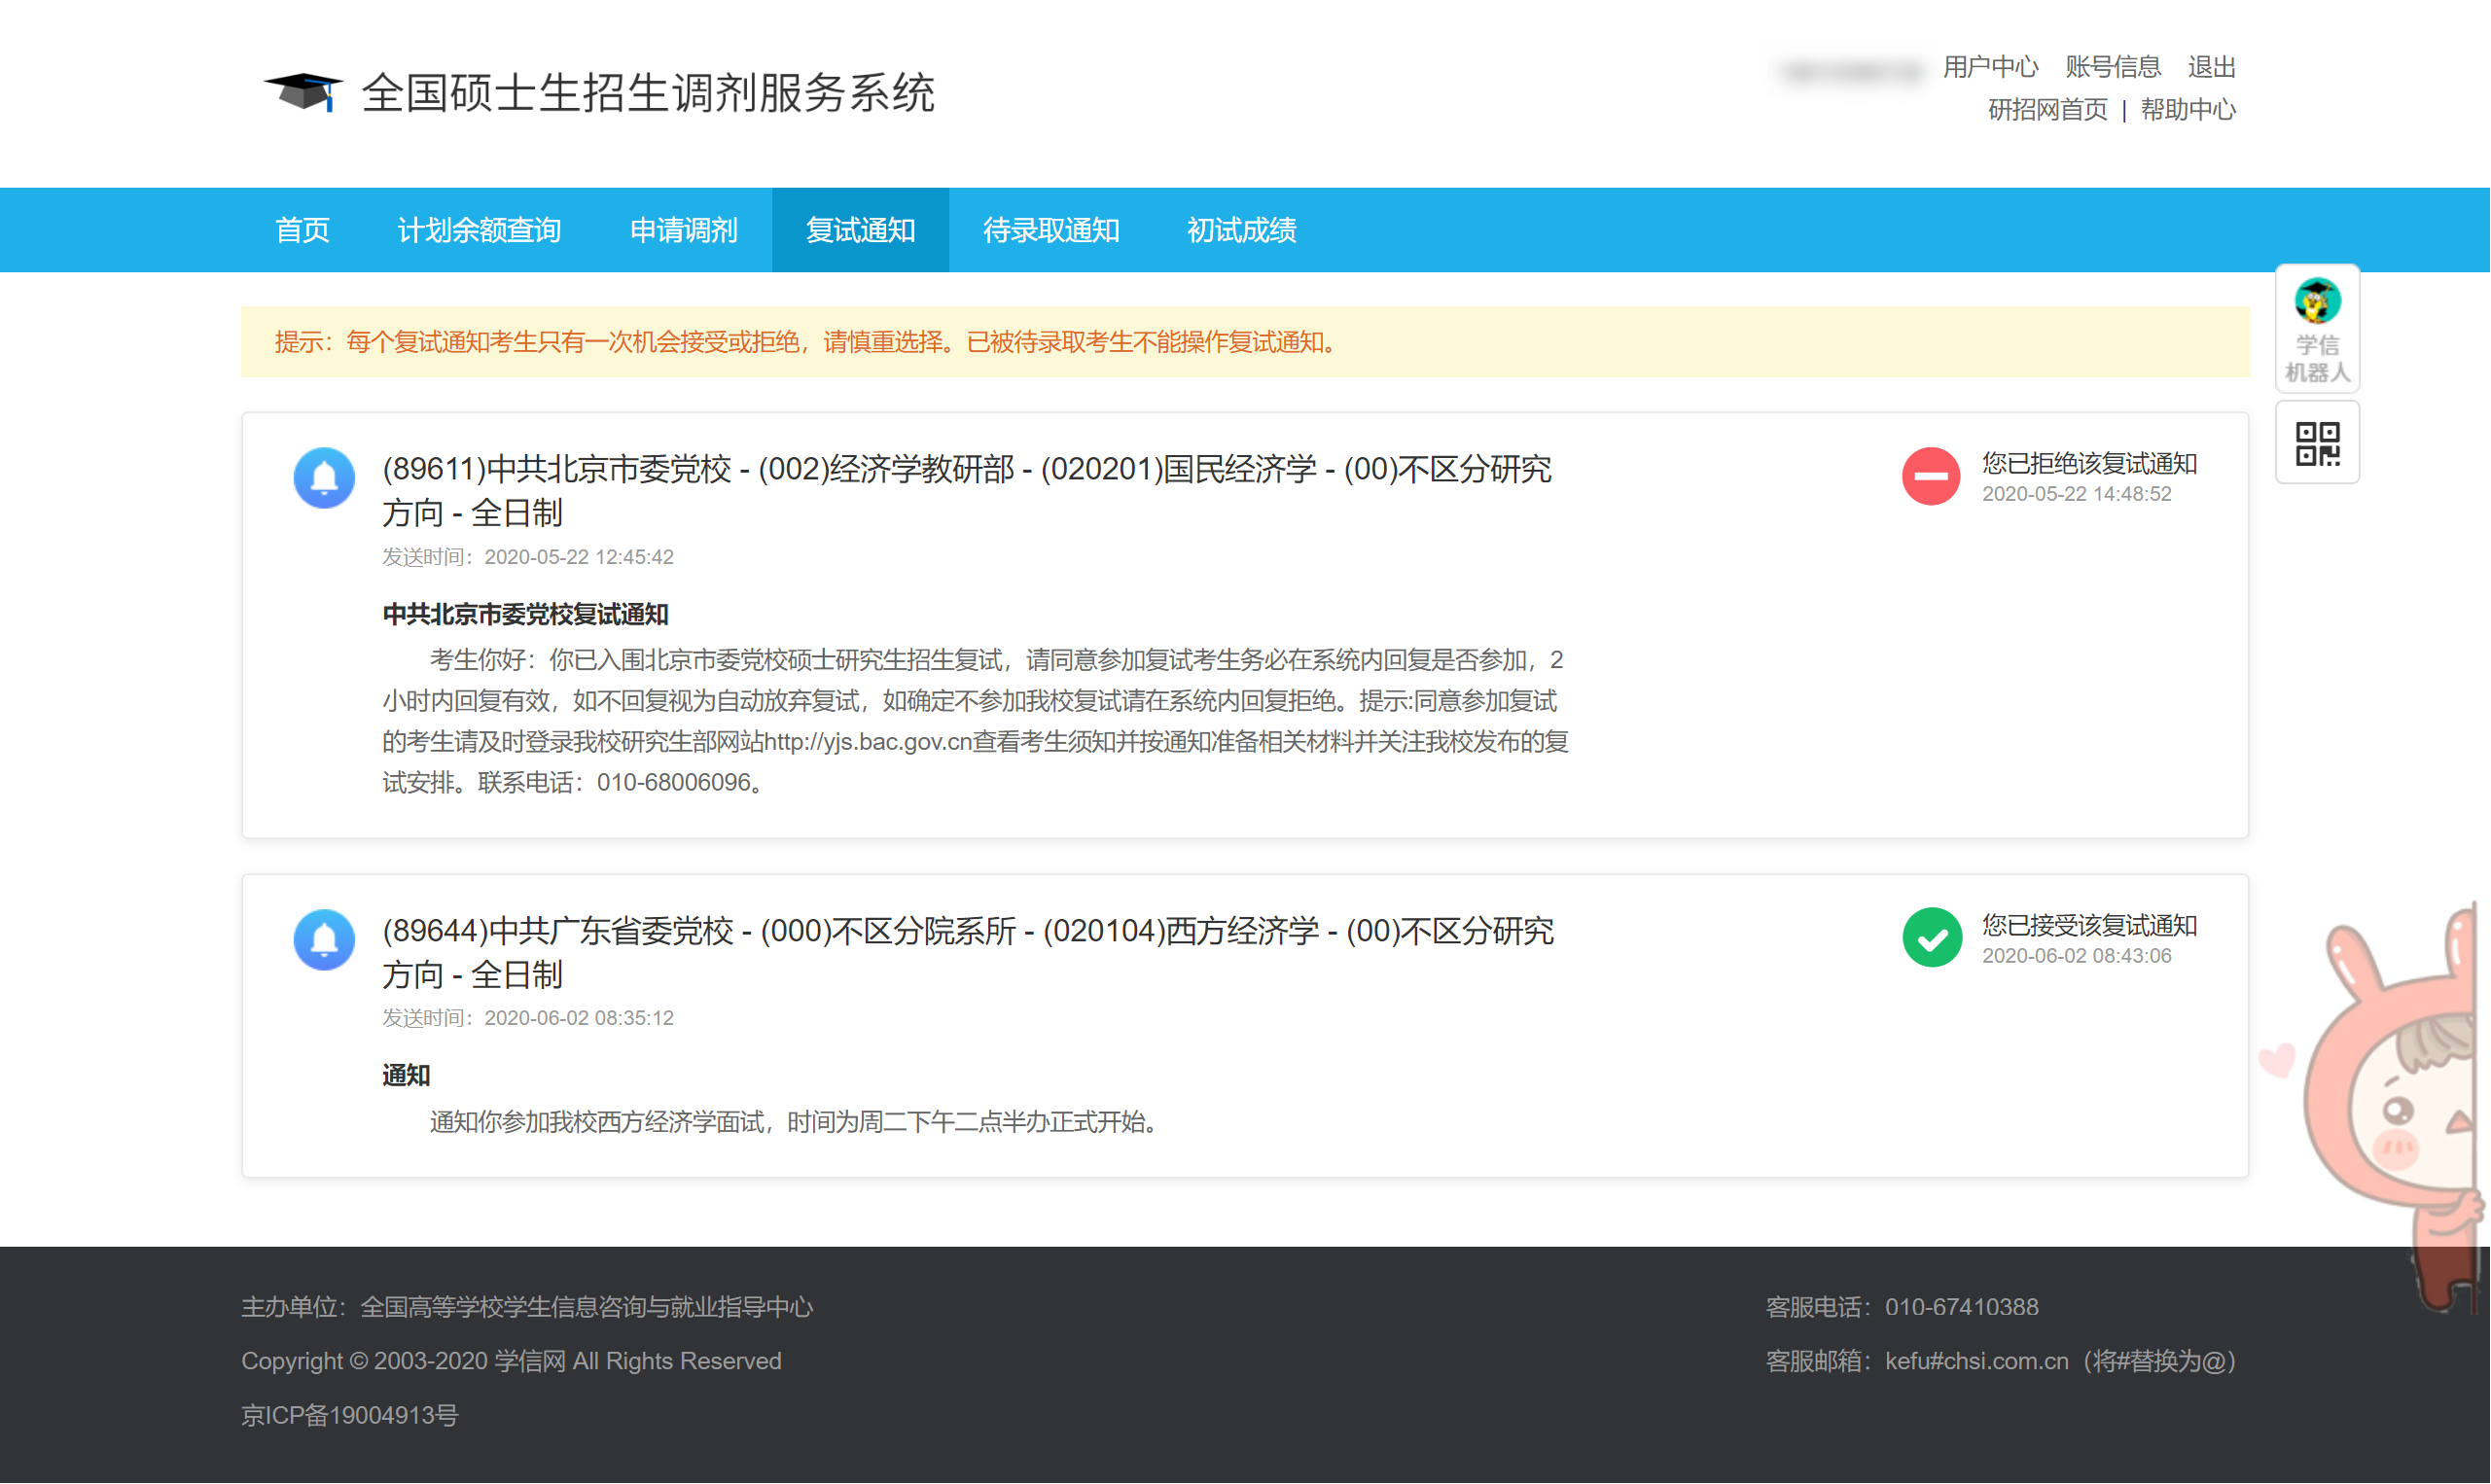 全国硕士生招生调剂服务系统
用户中心 账号信息 退出
研招网首页 | 帮助中心
首页 计划余额查询 申请调剂 复试通知 待录取通知 初试成绩
提示：每个复试通知考生只有一次机会接受或拒绝，请慎重选择。已被待录取考生不能操作复试通知。
学信
机器人
(89611)中共北京市委党校 - (002)经济学教研部 - (020201)国民经济学 - (00)不区分研究
方向 - 全日制
发送时间：2020-05-22 12:45:42
您已拒绝该复试通知
2020-05-22 14:48:52
中共北京市委党校复试通知
考生你好：你已入围北京市委党校硕士研究生招生复试，请同意参加复试考生务必在系统内回复是否参加，2
小时内回复有效，如不回复视为自动放弃复试，如确定不参加我校复试请在系统内回复拒绝。提示:同意参加复试
的考生请及时登录我校研究生部网站http://yjs.bac.gov.cn查看考生须知并按通知准备相关材料并关注我校发布的复
试安排。联系电话：010-68006096。
(89644)中共广东省委党校 - (000)不区分院系所 - (020104)西方经济学 - (00)不区分研究
方向 - 全日制
发送时间：2020-06-02 08:35:12
您已接受该复试通知
2020-06-02 08:43:06
通知
通知你参加我校西方经济学面试，时间为周二下午二点半办正式开始。
主办单位：全国高等学校学生信息咨询与就业指导中心
Copyright © 2003-2020 学信网 All Rights Reserved
京ICP备19004913号
客服电话：010-67410388
客服邮箱：kefu#chsi.com.cn（将#替换为@）